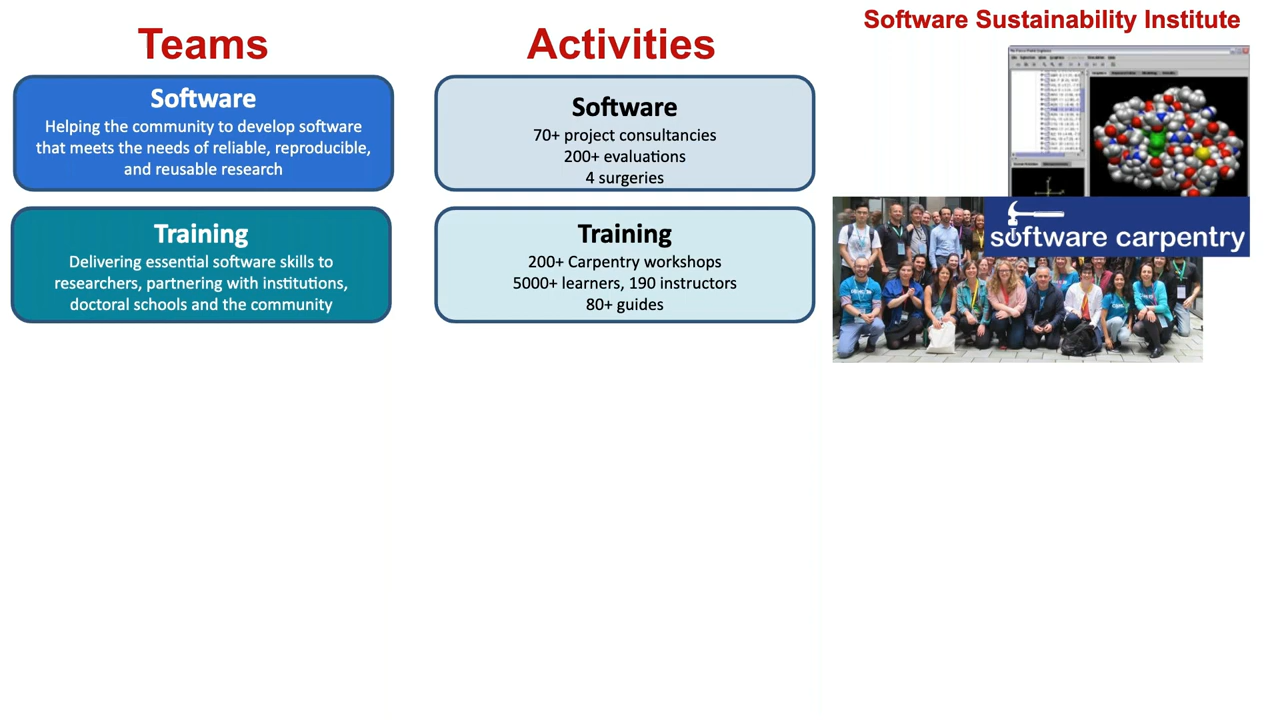 Software Sustainability Institute
Teams
Activities
Software
Helping the community to develop software
that meets the needs of reliable, reproducible,
and reusable research
Software
70+ project consultancies
200+ evaluations
4 surgeries
Training
Delivering essential software skills to
researchers, partnering with institutions,
doctoral schools and the community
Training
200+ Carpentry workshops
5000+ learners, 190 instructors
80+ guides
software carpentry